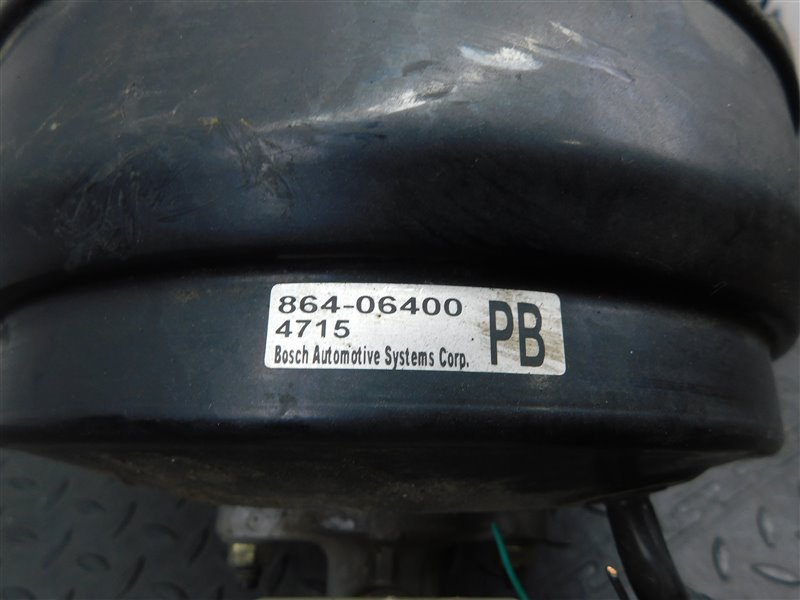 864-06400
4715
Bosch Automotive Systems Corp.
PB